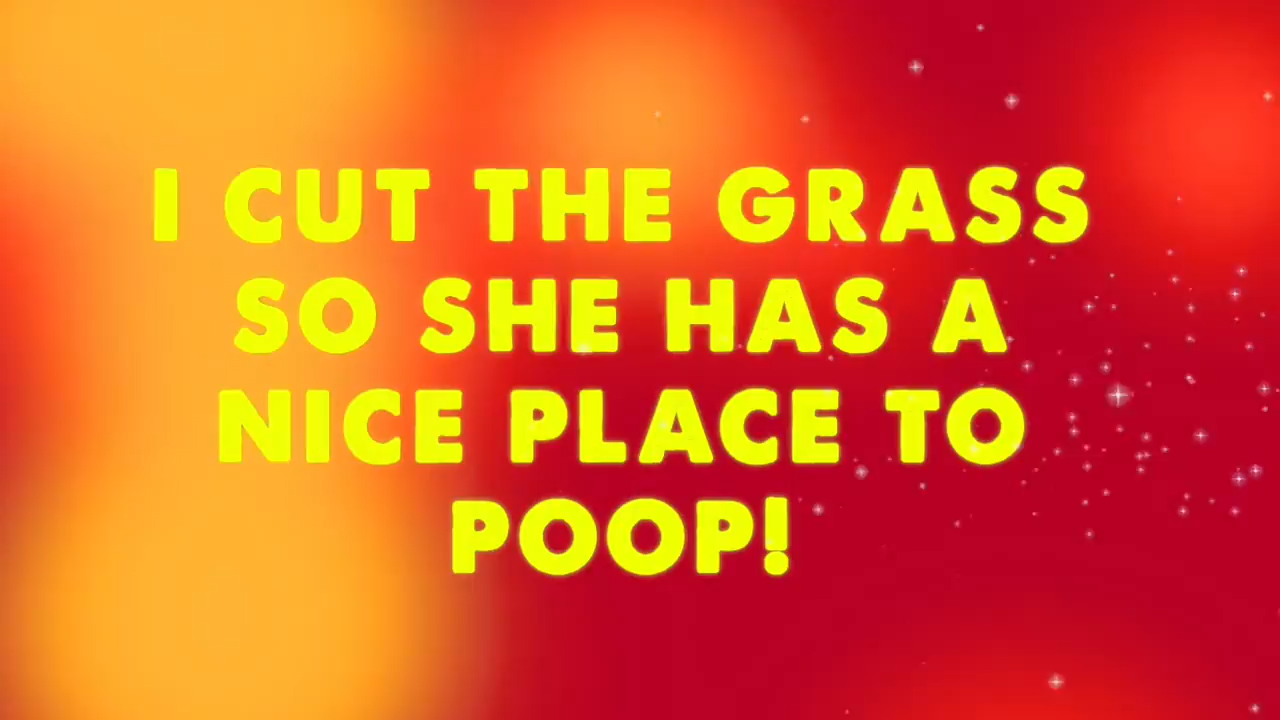 I CUT THE GRASS
SO SHE HAS A
NICE PLACE TO
POOP!